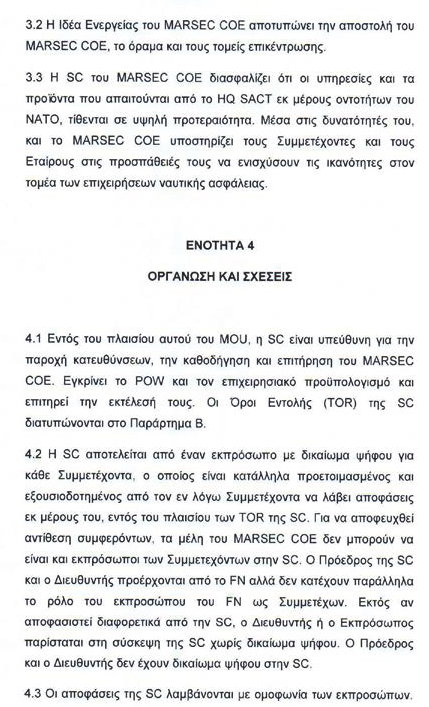 3.2 Η Ιδέα Ενεργείας του MARSEC COE αποτυπώνει την αποστολή του
MARSEC COE, το όραμα και τους τομείς επικέντρωσης.
3.3 Η SC του MARSEC COE διασφαλίζει ότι οι υπηρεσίες και τα
προϊόντα που απαιτούνται από το HQ SACT εκ μέρους οντοτήτων του
ΝΑΤΟ, τίθενται σε υψηλή προτεραιότητα. Μέσα στις δυνατότητές του,
και το MARSEC COE υποστηρίζει τους Συμμετέχοντες και τους
Εταίρους στις προσπάθειές τους να ενισχύσουν τις ικανότητες στον
τομέα των επιχειρήσεων ναυτικής ασφάλειας.
ΕΝΟΤΗΤΑ 4
ΟΡΓΑΝΩΣΗ ΚΑΙ ΣΧΕΣΕΙΣ
4.1 Εντός του πλαισίου αυτού του MOU, η SC είναι υπεύθυνη για την
παροχή κατευθύνσεων, την καθοδήγηση και επιτήρηση του MARSEC
COE. Εγκρίνει το POW και τον επιχειρησιακό προϋπολογισμό και
επιτηρεί την εκτέλεσή τους. Οι Όροι Εντολής (TOR) της SC
διατυπώνονται στο Παράρτημα Β.
4.2 Η SC αποτελείται από έναν εκπρόσωπο με δικαίωμα ψήφου για
κάθε Συμμετέχοντα, ο οποίος είναι κατάλληλα προετοιμασμένος και
εξουσιοδοτημένος από τον εν λόγω Συμμετέχοντα να λάβει αποφάσεις
εκ μέρους του, εντός του πλαισίου των TOR της SC. Για να αποφευχθεί
αντίθεση συμφερόντων, τα μέλη του MARSEC COE δεν μπορούν να
είναι και εκπρόσωποι των Συμμετεχόντων στην SC. Ο Πρόεδρος της SC
και ο Διευθυντής προέρχονται από το FN αλλά δεν κατέχουν παράλληλα
το ρόλο του εκπροσώπου του FN ως Συμμετέχων. Εκτός αν
αποφασιστεί διαφορετικά από την SC, ο Διευθυντής ή ο Εκπρόσωπος
παρίσταται στη σύσκεψη της SC χωρίς δικαίωμα ψήφου. Ο Πρόεδρος
και ο Διευθυντής δεν έχουν δικαίωμα ψήφου στην SC.
4.3 Οι αποφάσεις της SC λαμβάνονται με ομοφωνία των εκπροσώπων.